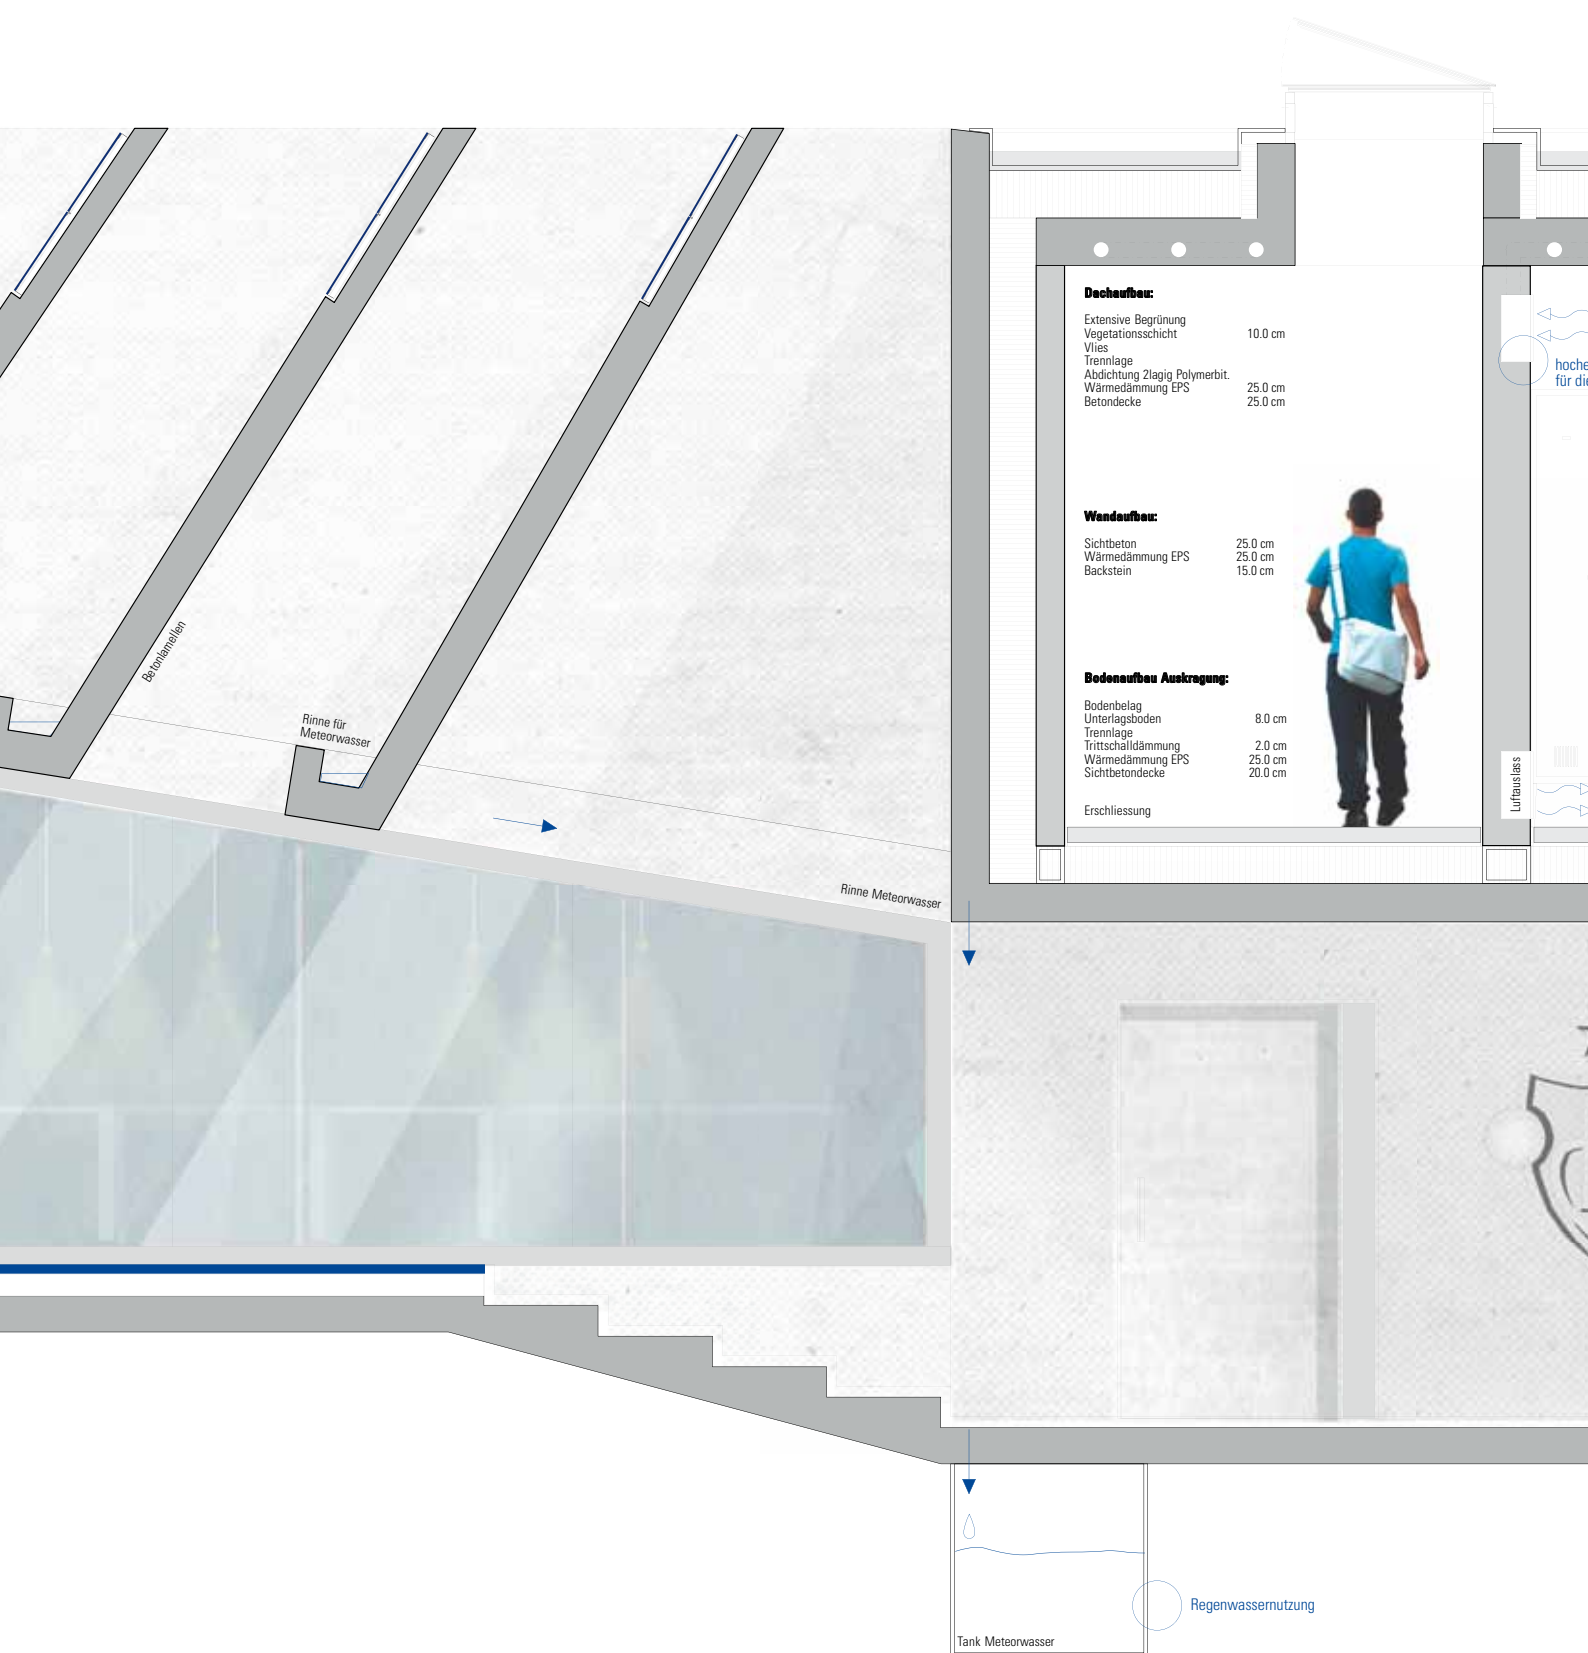 Dachaufbau:
Extensive Begrünung
Vegetationsschicht 10.0 cm
Vlies
Trennlage
Abdichtung 2lagig Polymerbit.
Wärmedämmung EPS 25.0 cm
Betondecke 25.0 cm
hoche
für die
Wandaufbau:
Sichtbeton 25.0 cm
Wärmedämmung EPS 25.0 cm
Backstein 15.0 cm
Betonlamellen
Rinne für
Meteorwasser
Bodenaufbau Auskragung:
Bodenbelag
Unterlagsboden 8.0 cm
Trennlage
Trittschalldämmung 2.0 cm
Wärmedämmung EPS 25.0 cm
Sichtbetondecke 20.0 cm
Erschliessung
Luftauslass
Rinne Meteorwasser
Regenwassernutzung
Tank Meteorwasser